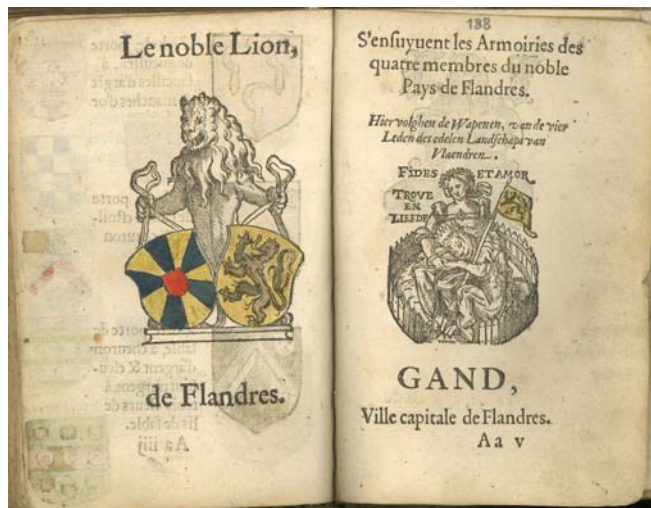 Le noble Lion,
de Flandres.
138
S'ensuyuent les Armoiries des
quatre membres du noble
Pays de Flandres.
Hier volghen de Wapenen, van de vier
Leden des edelen Landschaps van
Vlaendren.
FIDES ET AMOR
TROVE
EN
LIEFDE
GAND,
Ville capitale de Flandres.
Aa v